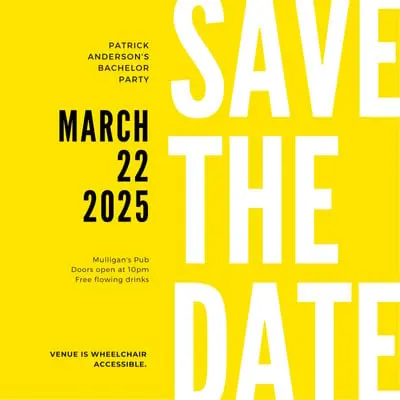 PATRICK
ANDERSON'S
BACHELOR
PARTY
MARCH
22
2025
Mulligan's Pub
Doors open at 10pm
Free flowing drinks
VENUE IS WHEELCHAIR
ACCESSIBLE.
SAVE
THE
DATE